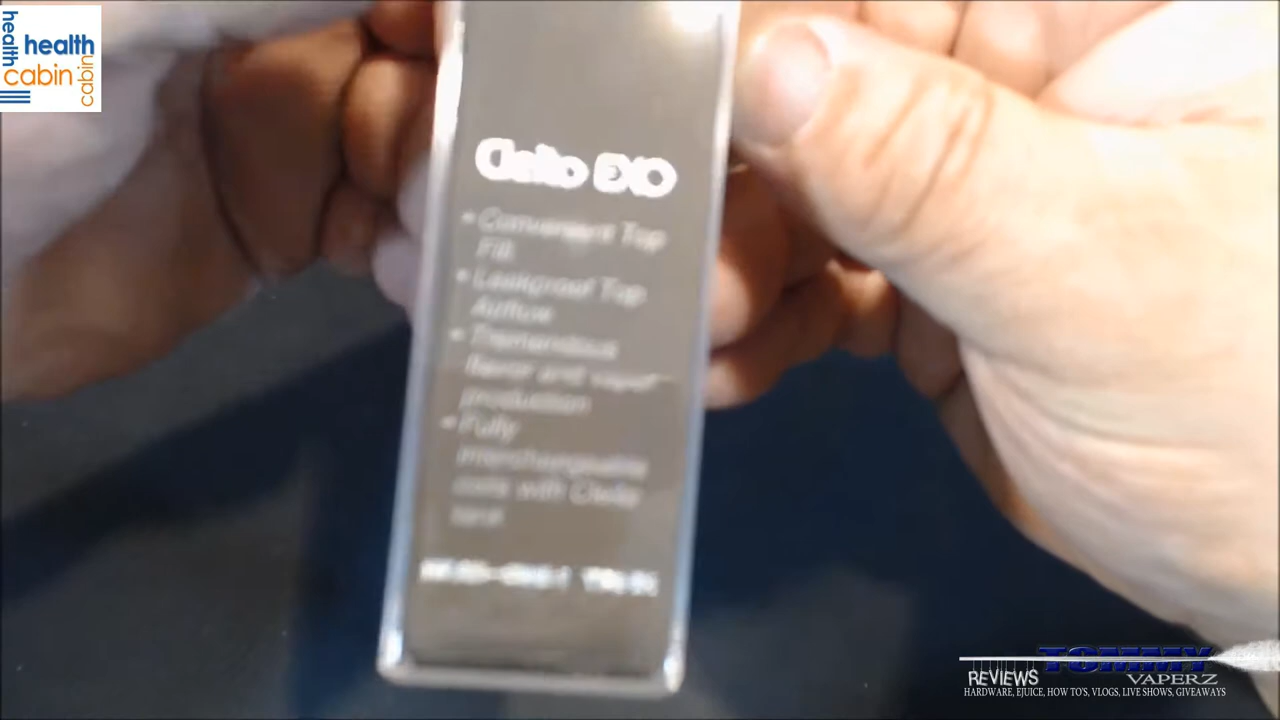 health
health
cabin
cabin
Cleito EXO
• Convenient Top
Fill
• Leakproof Top
Airflow
• Tremendous
flavor and vapor
production
• Fully
interchangeable
coils with Cleito
tank
TOMMY
REVIEWS
VAPERZ
HARDWARE, EJUICE, HOW TO'S, VLOGS, LIVE SHOWS, GIVEAWAYS